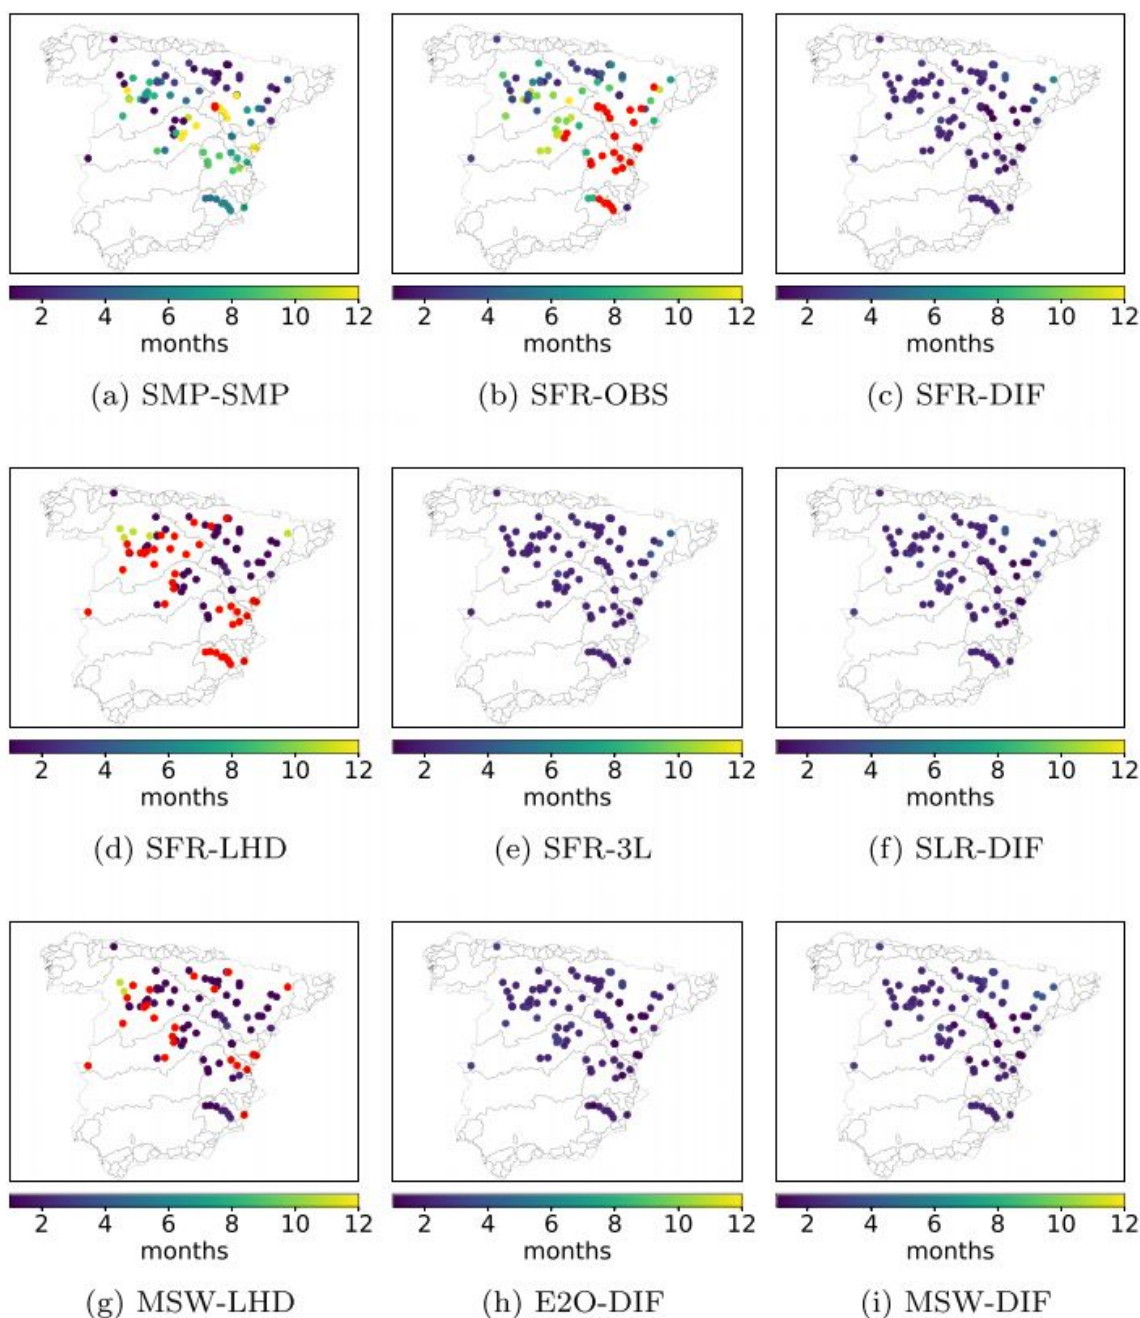 2 4 6 8 10 12 2 4 6 8 10 12 2 4 6 8 10 12
months months months
(a) SMP-SMP (b) SFR-OBS (c) SFR-DIF
2 4 6 8 10 12 2 4 6 8 10 12 2 4 6 8 10 12
months months months
(d) SFR-LHD (e) SFR-3L (f) SLR-DIF
2 4 6 8 10 12 2 4 6 8 10 12 2 4 6 8 10 12
months months months
(g) MSW-LHD (h) E2O-DIF (i) MSW-DIF